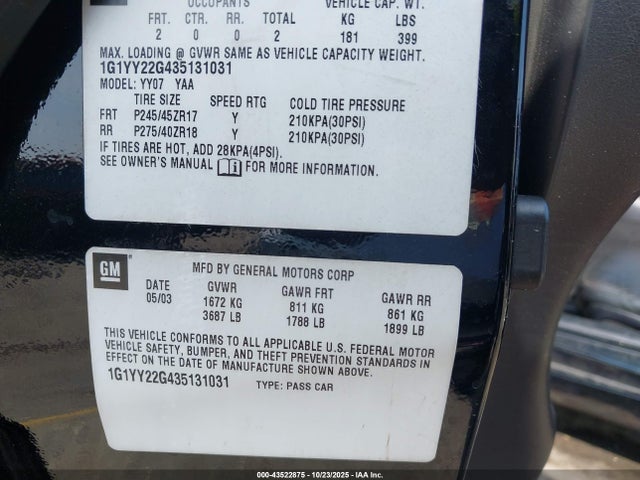 OCCUPANTS VEHICLE CAP. WT.
FRT. CTR. RR. TOTAL KG LBS
2 0 0 2 181 399
MAX. LOADING @ GVWR SAME AS VEHICLE CAPACITY WEIGHT.
1G1YY22G435131031
MODEL: YY07 YAA
TIRE SIZE SPEED RTG COLD TIRE PRESSURE
FRT P245/45ZR17 Y 210KPA(30PSI)
RR P275/40ZR18 Y 210KPA(30PSI)
IF TIRES ARE HOT, ADD 28KPA(4PSI).
SEE OWNER'S MANUAL FOR MORE INFORMATION.
GM
MFD BY GENERAL MOTORS CORP
DATE GVWR GAWR FRT GAWR RR
05/03 1672 KG 811 KG 861 KG
3687 LB 1788 LB 1899 LB
THIS VEHICLE CONFORMS TO ALL APPLICABLE U.S. FEDERAL MOTOR
VEHICLE SAFETY, BUMPER, AND THEFT PREVENTION STANDARDS IN
EFFECT ON THE DATE OF MANUFACTURE SHOWN ABOVE.
1G1YY22G435131031 TYPE: PASS CAR
000-43522875 - 10/23/2025 - IAA Inc.